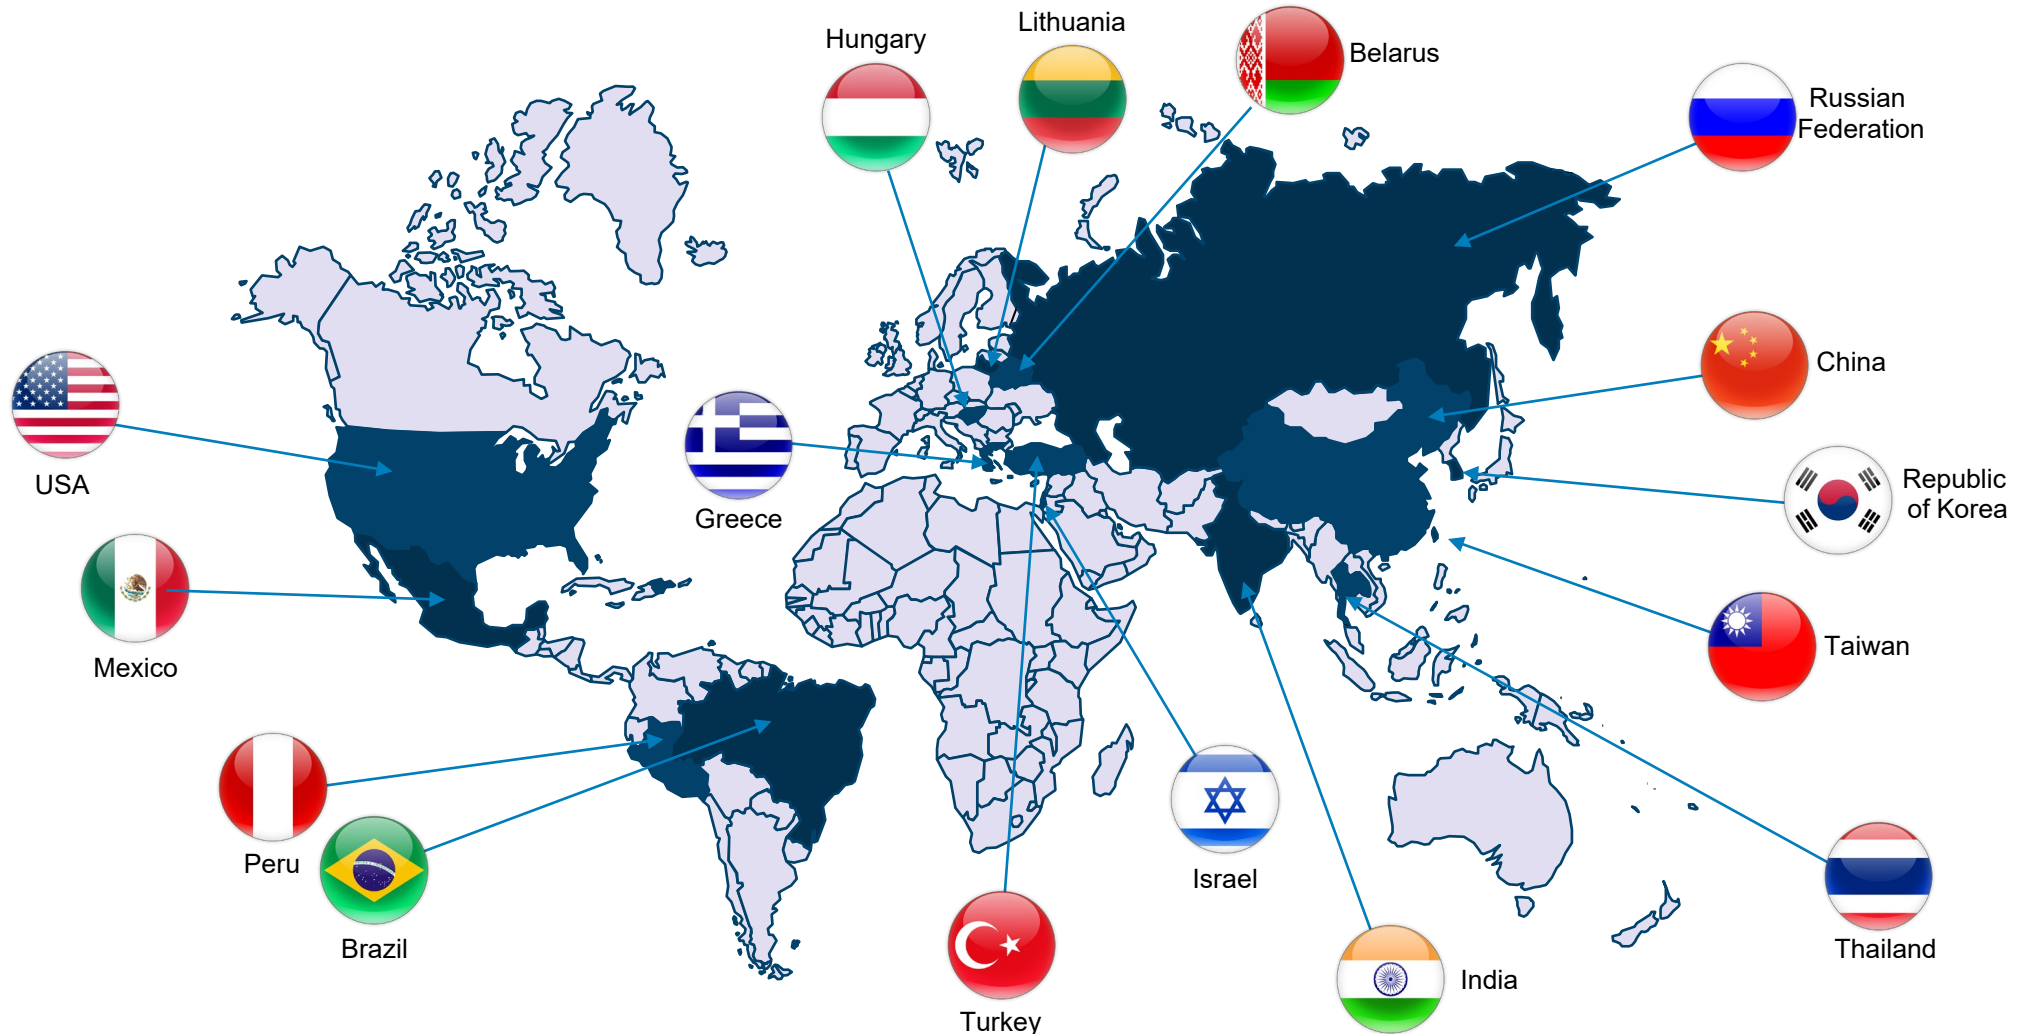 Lithuania
Hungary
Belarus
Russian
Federation
China
USA
Greece
Republic
of Korea
Mexico
Taiwan
Peru
Israel
Brazil
Thailand
India
Turkey